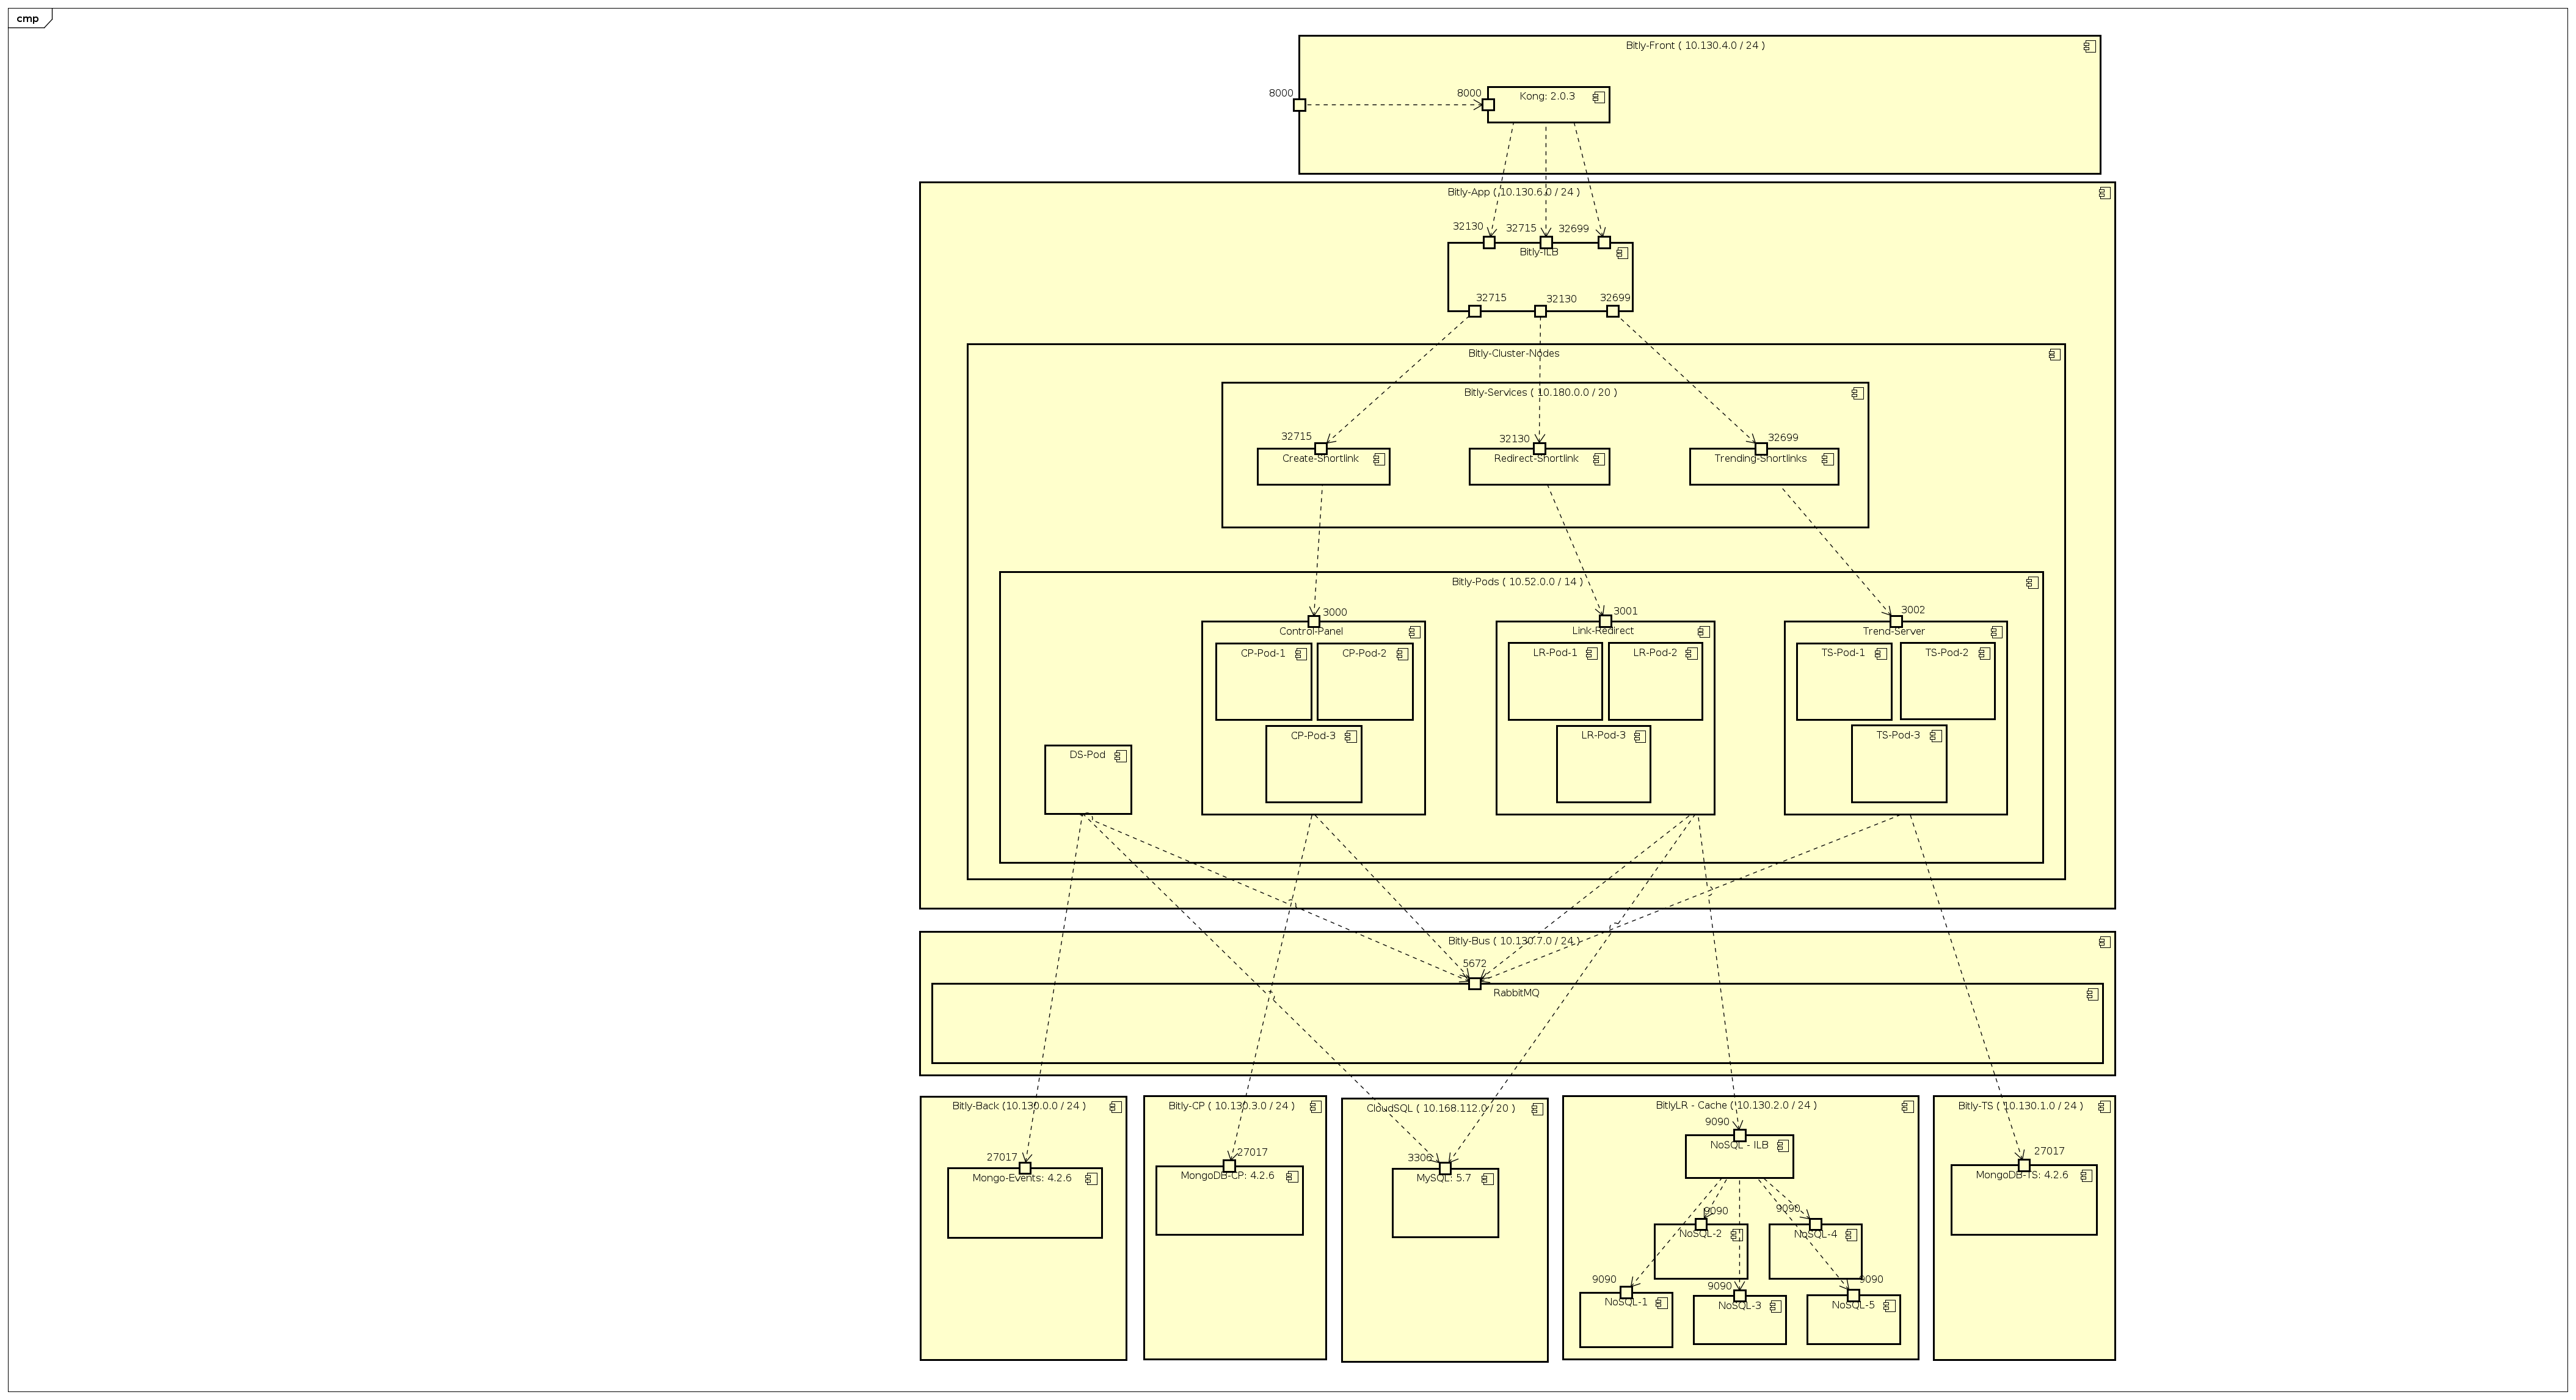 cmp
Bitly-Front ( 10.130.4.0 / 24 )
8000
8000
Kong: 2.0.3
Bitly-App ( 10.130.6.0 / 24 )
32130
32715
32699
Bitly-ILB
32715
32130
32699
Bitly-Cluster-Nodes
Bitly-Services ( 10.180.0.0 / 20 )
32715
32130
32699
Create-Shortlink
Redirect-Shortlink
Trending-Shortlinks
Bitly-Pods ( 10.52.0.0 / 14 )
3000
3001
3002
Control-Panel
Link-Redirect
Trend-Server
CP-Pod-1
CP-Pod-2
LR-Pod-1
LR-Pod-2
TS-Pod-1
TS-Pod-2
CP-Pod-3
LR-Pod-3
TS-Pod-3
DS-Pod
Bitly-Bus ( 10.130.7.0 / 24 )
5672
RabbitMQ
Bitly-Back (10.130.0.0 / 24 )
Bitly-CP ( 10.130.3.0 / 24 )
CloudSQL ( 10.168.112.0 / 20 )
BitlyLR - Cache ( 10.130.2.0 / 24 )
Bitly-TS ( 10.130.1.0 / 24 )
9090
NoSQL - ILB
27017
27017
3306
27017
Mongo-Events: 4.2.6
MongoDB-CP: 4.2.6
MySQL: 5.7
MongoDB-TS: 4.2.6
9090
9090
NoSQL-2
NoSQL-4
9090
9090
9090
NoSQL-1
NoSQL-3
NoSQL-5